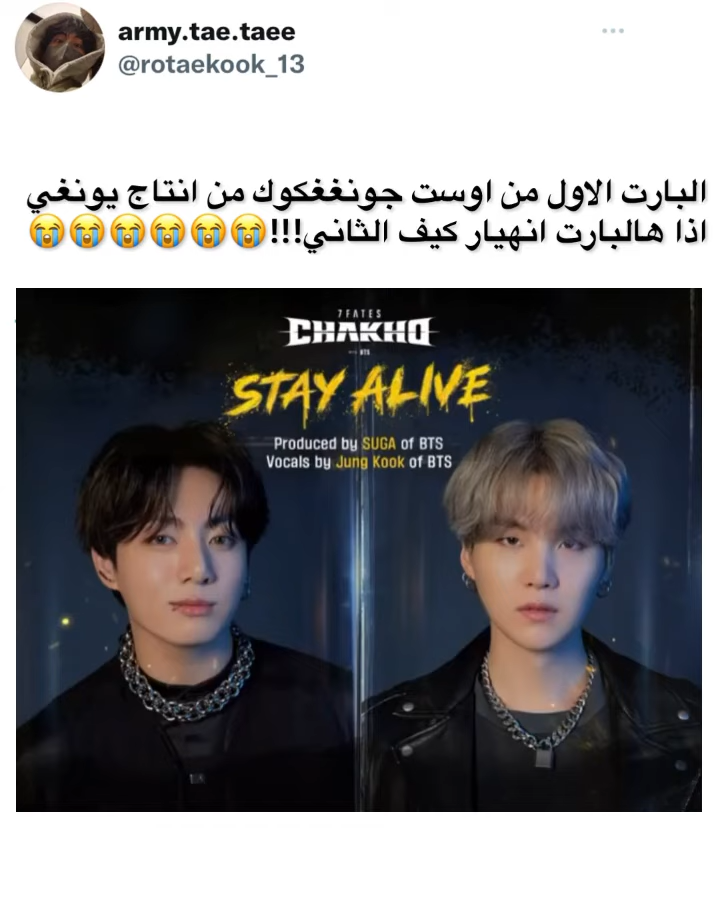 army.tae.taee
@rotaekook_13
البارت الاول من اوست جونغغكوك من انتاج يونغي
اذا هالبارت انهيار كيف الثاني!!!😭😭😭😭😭😭
7FATES
CHAKHO
BTS
STAY ALIVE
Produced by SUGA of BTS
Vocals by Jung Kook of BTS